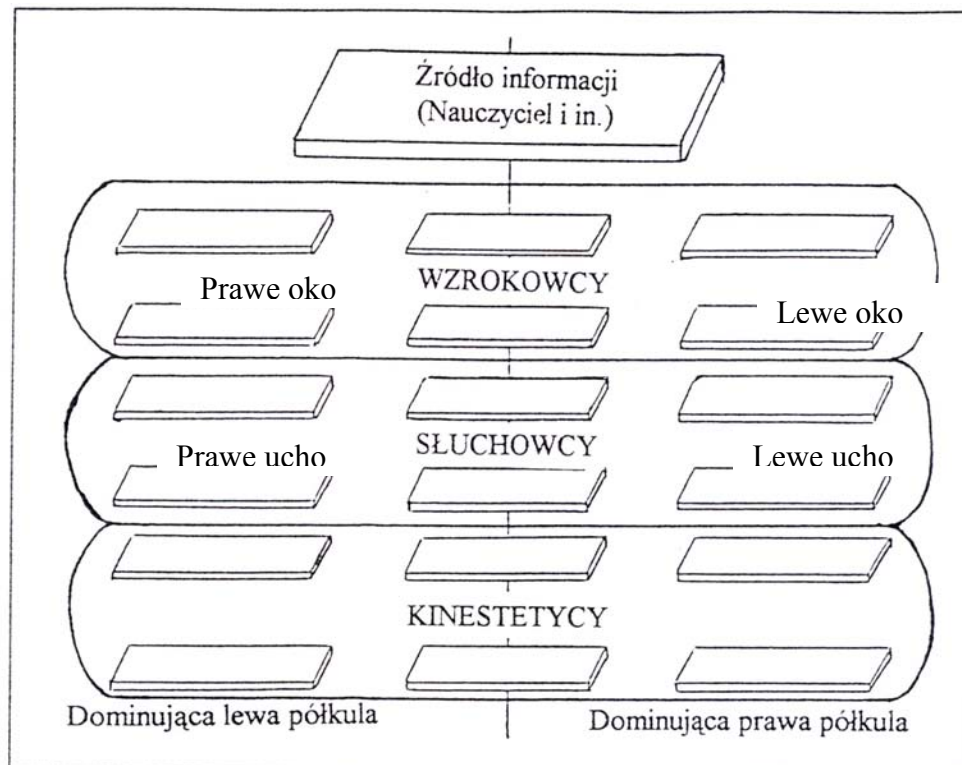 Źródło informacji
(Nauczyciel i in.)
WZROKOWCY
Prawe oko
Lewe oko
SŁUCHOWCY
Prawe ucho
Lewe ucho
KINESTETYCY
Dominująca lewa półkula
Dominująca prawa półkula